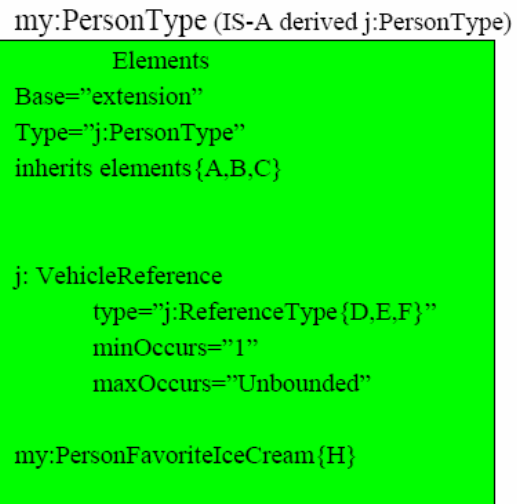 my:PersonType (IS-A derived j:PersonType)
Elements
Base=”extension”
Type=”j:PersonType”
inherits elements{A,B,C}
j: VehicleReference
type=”j:ReferenceType{D,E,F}”
minOccurs=”1”
maxOccurs=”Unbounded”
my:PersonFavoriteIceCream{H}